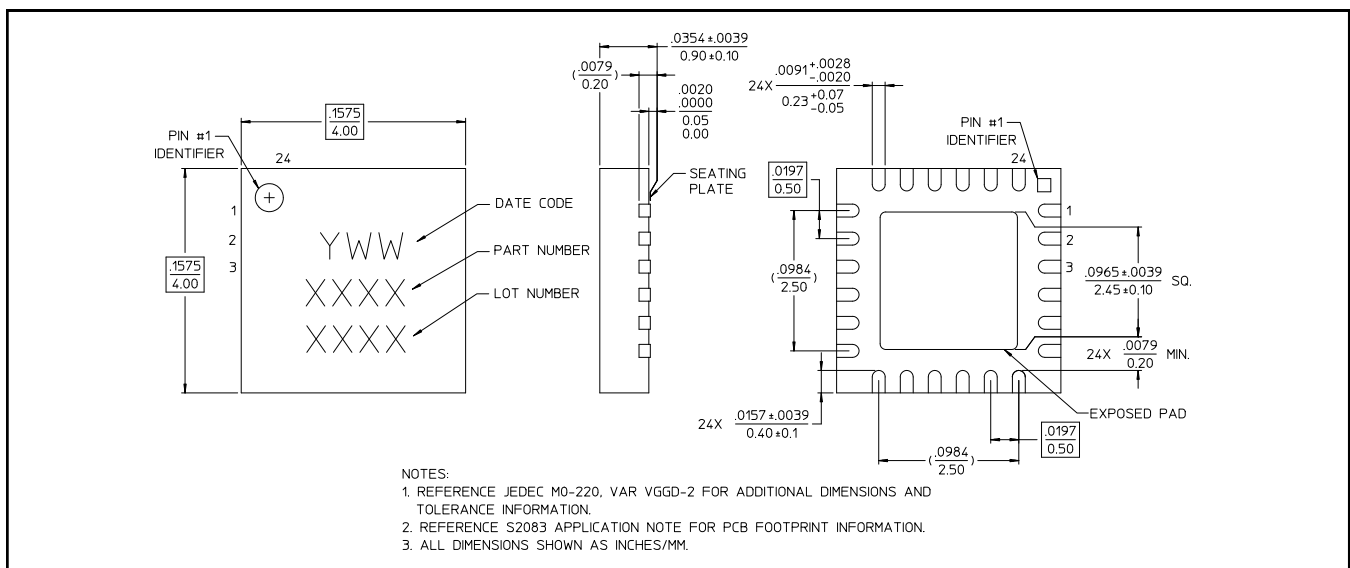 .1575
4.00
PIN #1
IDENTIFIER
24
1
2
3
.1575
4.00
DATE CODE
YWW
PART NUMBER
XXXX
LOT NUMBER
XXXX
.0354±.0039
0.90±0.10
(.0079
0.20)
.0020
.0000
0.05
0.00
SEATING
PLATE
24X .0091+.0028
-.0020
0.23+0.07
-0.05
PIN #1
IDENTIFIER
24
.0197
0.50
1
2
3
(.0984
2.50)
.0965±.0039
2.45±0.10 SQ.
24X .0079
0.20 MIN.
EXPOSED PAD
24X .0157±.0039
0.40±0.1
.0197
0.50
(.0984
2.50)
NOTES:
1. REFERENCE JEDEC MO-220, VAR VGGD-2 FOR ADDITIONAL DIMENSIONS AND
TOLERANCE INFORMATION.
2. REFERENCE S2083 APPLICATION NOTE FOR PCB FOOTPRINT INFORMATION.
3. ALL DIMENSIONS SHOWN AS INCHES/MM.